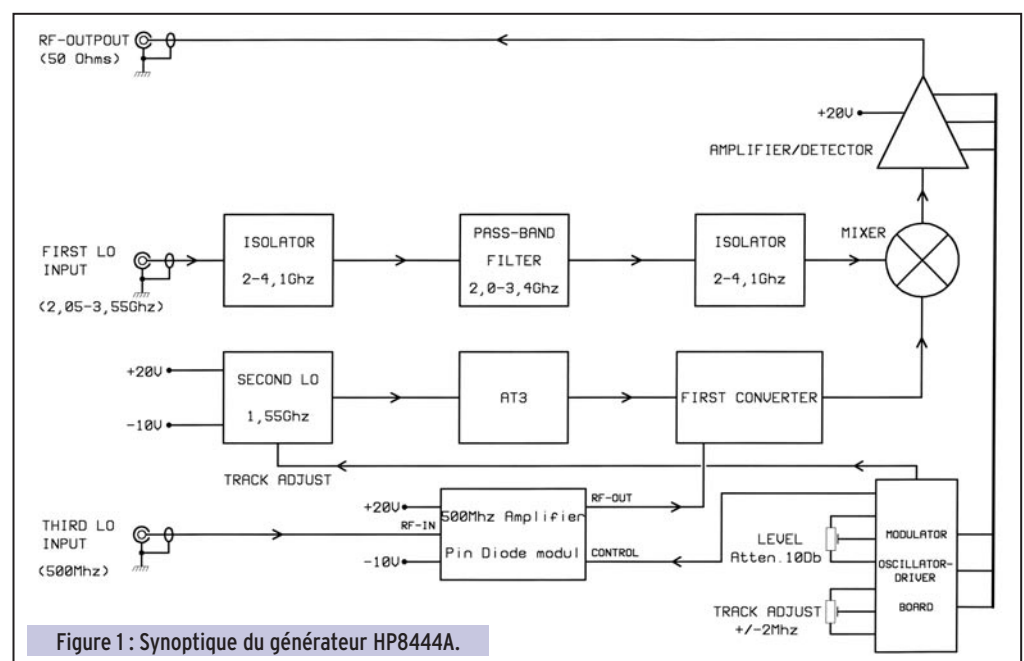 RF-OUTPOUT
(50 Ohms)
+20V
AMPLIFIER/DETECTOR
FIRST LO
INPUT
(2,05-3,55Ghz)
ISOLATOR
2-4,1Ghz
PASS-BAND
FILTER
2,0-3,4Ghz
ISOLATOR
2-4,1Ghz
MIXER
+20V
-10V
SECOND LO
1,55Ghz
AT3
FIRST CONVERTER
TRACK ADJUST
THIRD LO
INPUT
(500Mhz)
+20V
RF-IN
-10V
500Mhz Amplifier
Pin Diode modul
RF-OUT
CONTROL
LEVEL
Atten.10Db
TRACK ADJUST
+/-2Mhz
MODULATOR
OSCILLATOR-
DRIVER
BOARD
Figure 1 : Synoptique du générateur HP8444A.